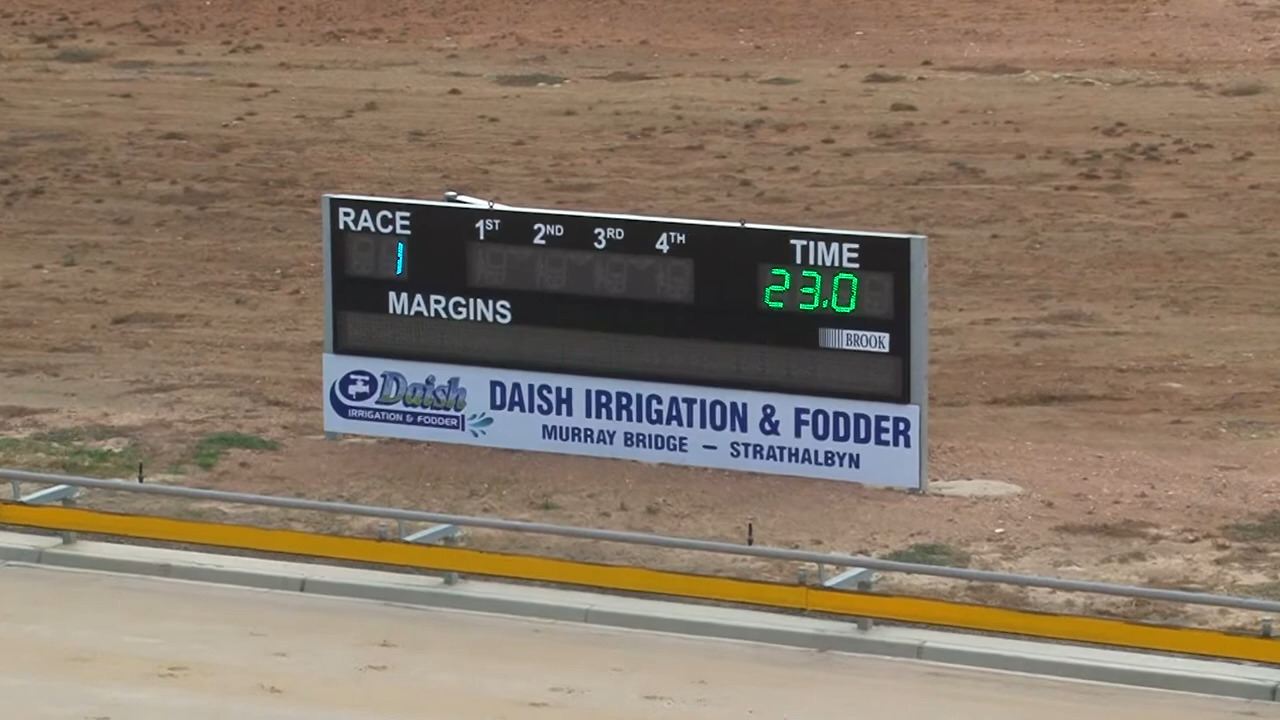 RACE 1ST 2ND 3RD 4TH TIME
1 23.0
MARGINS
BROOK
Daish
IRRIGATION & FODDER
DAISH IRRIGATION & FODDER
MURRAY BRIDGE – STRATHALBYN